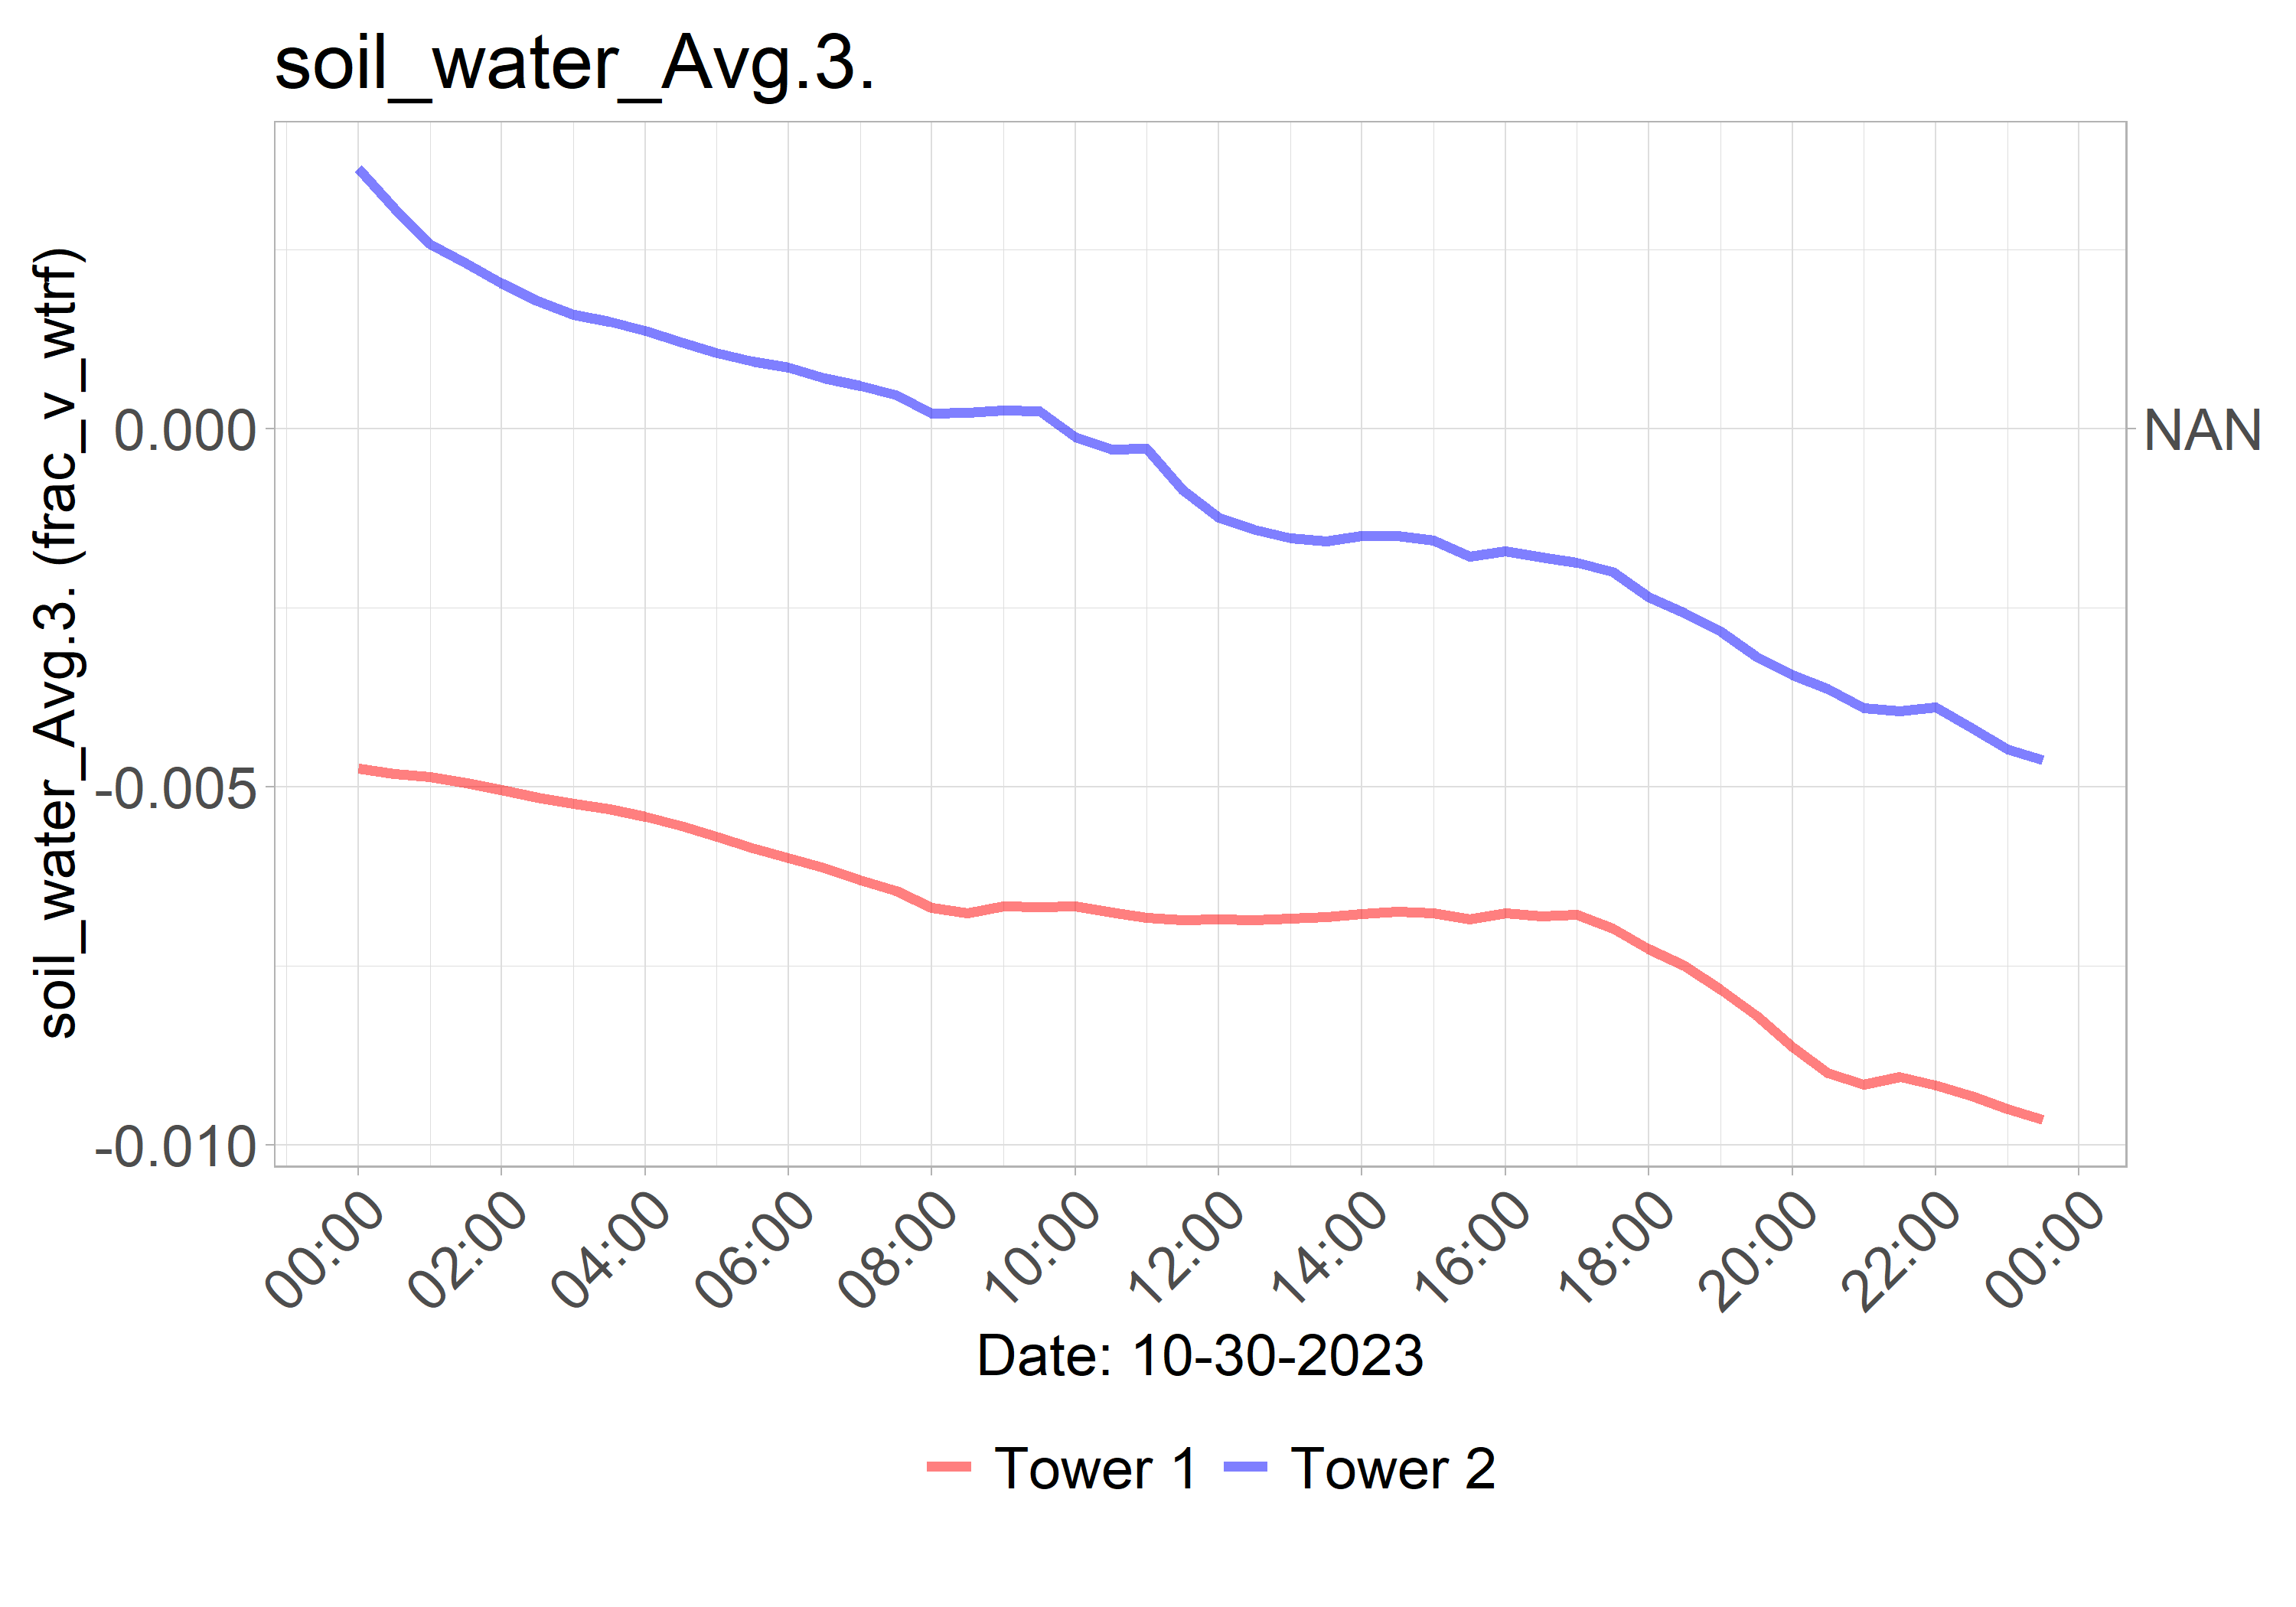 soil_water_Avg.3.
soil_water_Avg.3. (frac_v_wtrf)
0.000
-0.005
-0.010
NAN
00:00
02:00
04:00
06:00
08:00
10:00
12:00
14:00
16:00
18:00
20:00
22:00
00:00
Date: 10-30-2023
Tower 1
Tower 2